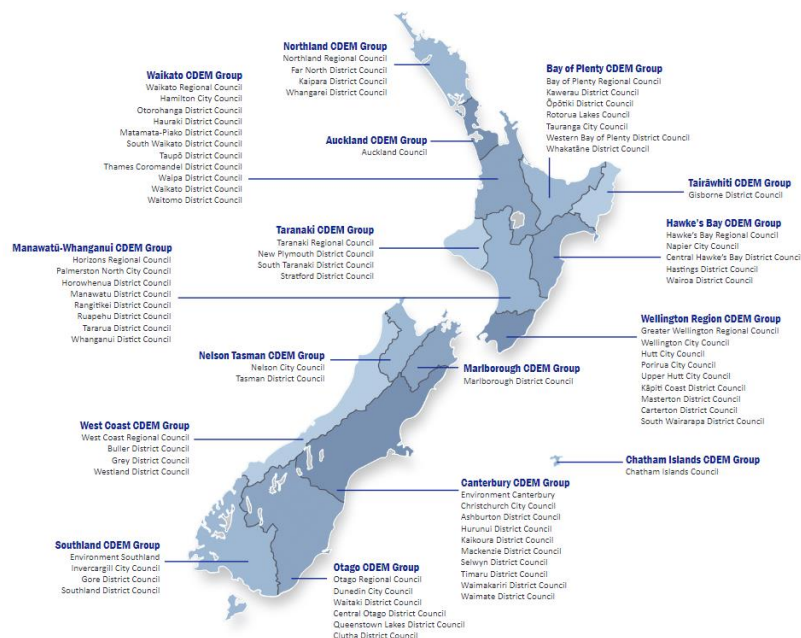 Northland CDEM Group
Northland Regional Council
Far North District Council
Kaipara District Council
Whangarei District Council
Waikato CDEM Group
Waikato Regional Council
Hamilton City Council
Otorohanga District Council
Hauraki District Council
Matamata-Piako District Council
South Waikato District Council
Taupō District Council
Thames Coromandel District Council
Waipa District Council
Waikato District Council
Waitomo District Council
Bay of Plenty CDEM Group
Bay of Plenty Regional Council
Kawerau District Council
Ōpōtiki District Council
Rotorua Lakes Council
Tauranga City Council
Western Bay of Plenty District Council
Whakatāne District Council
Auckland CDEM Group
Auckland Council
Tairāwhiti CDEM Group
Gisborne District Council
Taranaki CDEM Group
Taranaki Regional Council
New Plymouth District Council
South Taranaki District Council
Stratford District Council
Hawke's Bay CDEM Group
Hawke's Bay Regional Council
Napier City Council
Central Hawke's Bay District Council
Hastings District Council
Wairoa District Council
Manawatū-Whanganui CDEM Group
Horizons Regional Council
Palmerston North City Council
Horowhenua District Council
Manawatu District Council
Rangitikei District Council
Ruapehu District Council
Tararua District Council
Whanganui Distict Council
Wellington Region CDEM Group
Greater Wellington Regional Council
Wellington City Council
Hutt City Council
Porirua City Council
Upper Hutt City Council
Kāpiti Coast District Council
Masterton District Council
Carterton District Council
South Wairarapa District Council
Nelson Tasman CDEM Group
Nelson City Council
Tasman District Council
Marlborough CDEM Group
Marlborough District Council
West Coast CDEM Group
West Coast Regional Council
Buller District Council
Grey District Council
Westland District Council
Chatham Islands CDEM Group
Chatham Islands Council
Canterbury CDEM Group
Environment Canterbury
Christchurch City Council
Ashburton District Council
Hurunui District Council
Kaikoura District Council
Mackenzie District Council
Selwyn District Council
Timaru District Council
Waimakariri District Council
Waimate District Council
Southland CDEM Group
Environment Southland
Invercargill City Council
Gore District Council
Southland District Council
Otago CDEM Group
Otago Regional Council
Dunedin City Council
Waitaki District Council
Central Otago District Council
Queenstown Lakes District Council
Clutha District Council